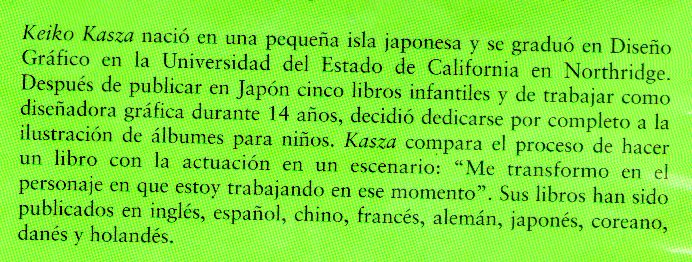 Keiko Kasza nació en una pequeña isla japonesa y se graduó en Diseño
Gráfico en la Universidad del Estado de California en Northridge.
Después de publicar en Japón cinco libros infantiles y de trabajar como
diseñadora gráfica durante 14 años, decidió dedicarse por completo a la
ilustración de álbumes para niños. Kasza compara el proceso de hacer
un libro con la actuación en un escenario: “Me transformo en el
personaje en que estoy trabajando en ese momento”. Sus libros han sido
publicados en inglés, español, chino, francés, alemán, japonés, coreano,
danés y holandés.